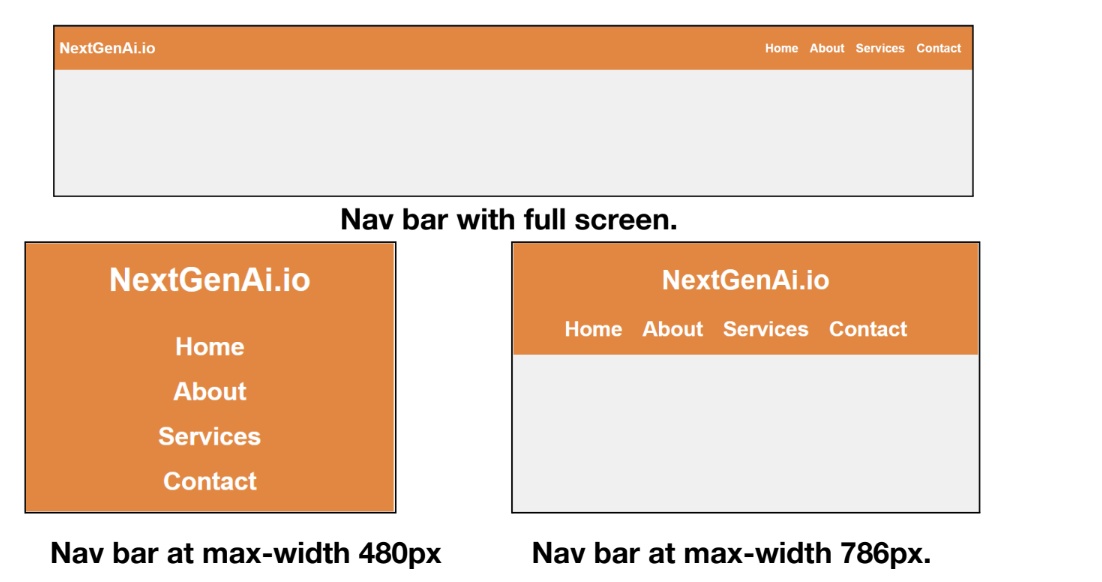 NextGenAi.io
Home About Services Contact
Nav bar with full screen.
NextGenAi.io
Home
About
Services
Contact
Nav bar at max-width 480px
NextGenAi.io
Home About Services Contact
Nav bar at max-width 786px.